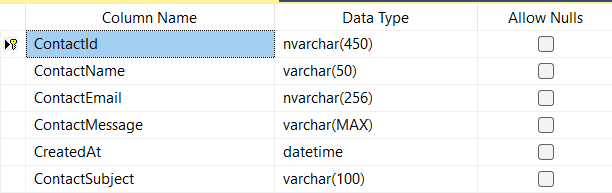 Column Name Data Type Allow Nulls
ContactId nvarchar(450)
ContactName varchar(50)
ContactEmail nvarchar(256)
ContactMessage varchar(MAX)
CreatedAt datetime
ContactSubject varchar(100)